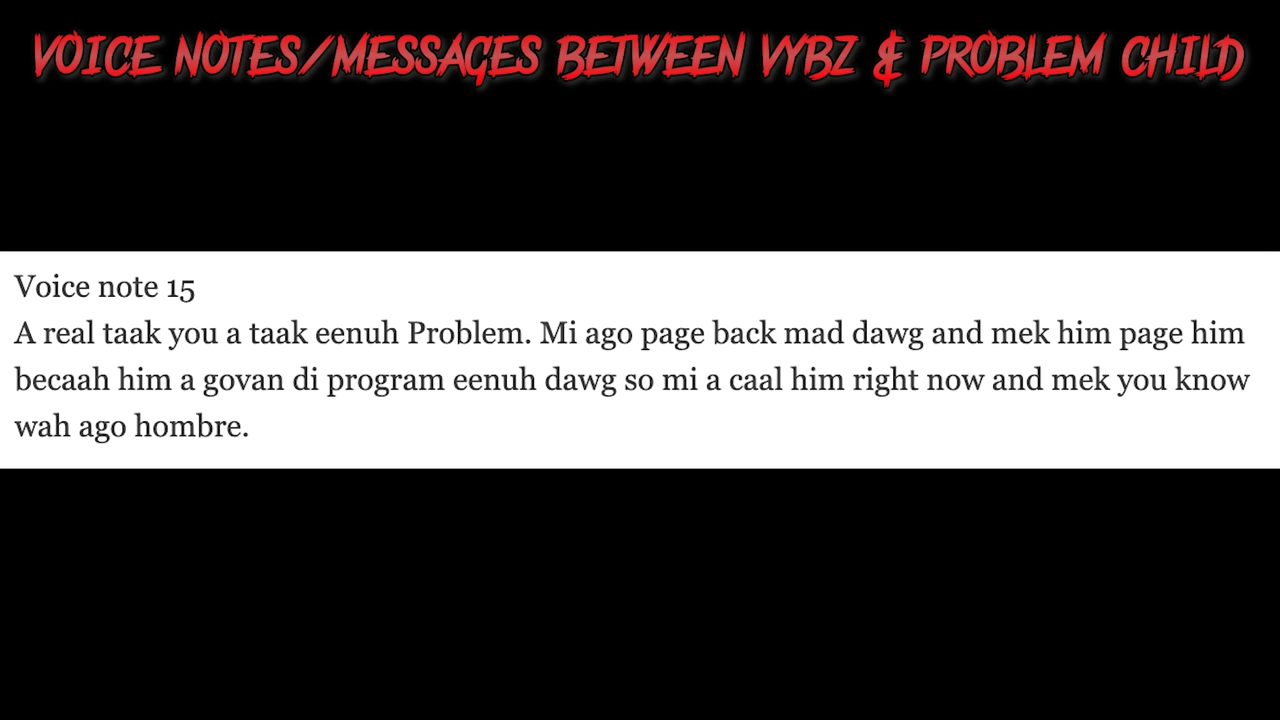 VOICE NOTES/MESSAGES BETWEEN VYBZ & PROBLEM CHILD
Voice note 15
A real taak you a taak eenuh Problem. Mi ago page back mad dawg and mek him page him
becaah him a govan di program eenuh dawg so mi a caal him right now and mek you know
wah ago hombre.